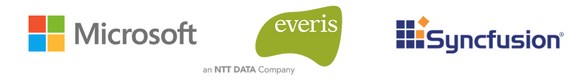 Microsoft
everis
an NTT DATA Company
Syncfusion®